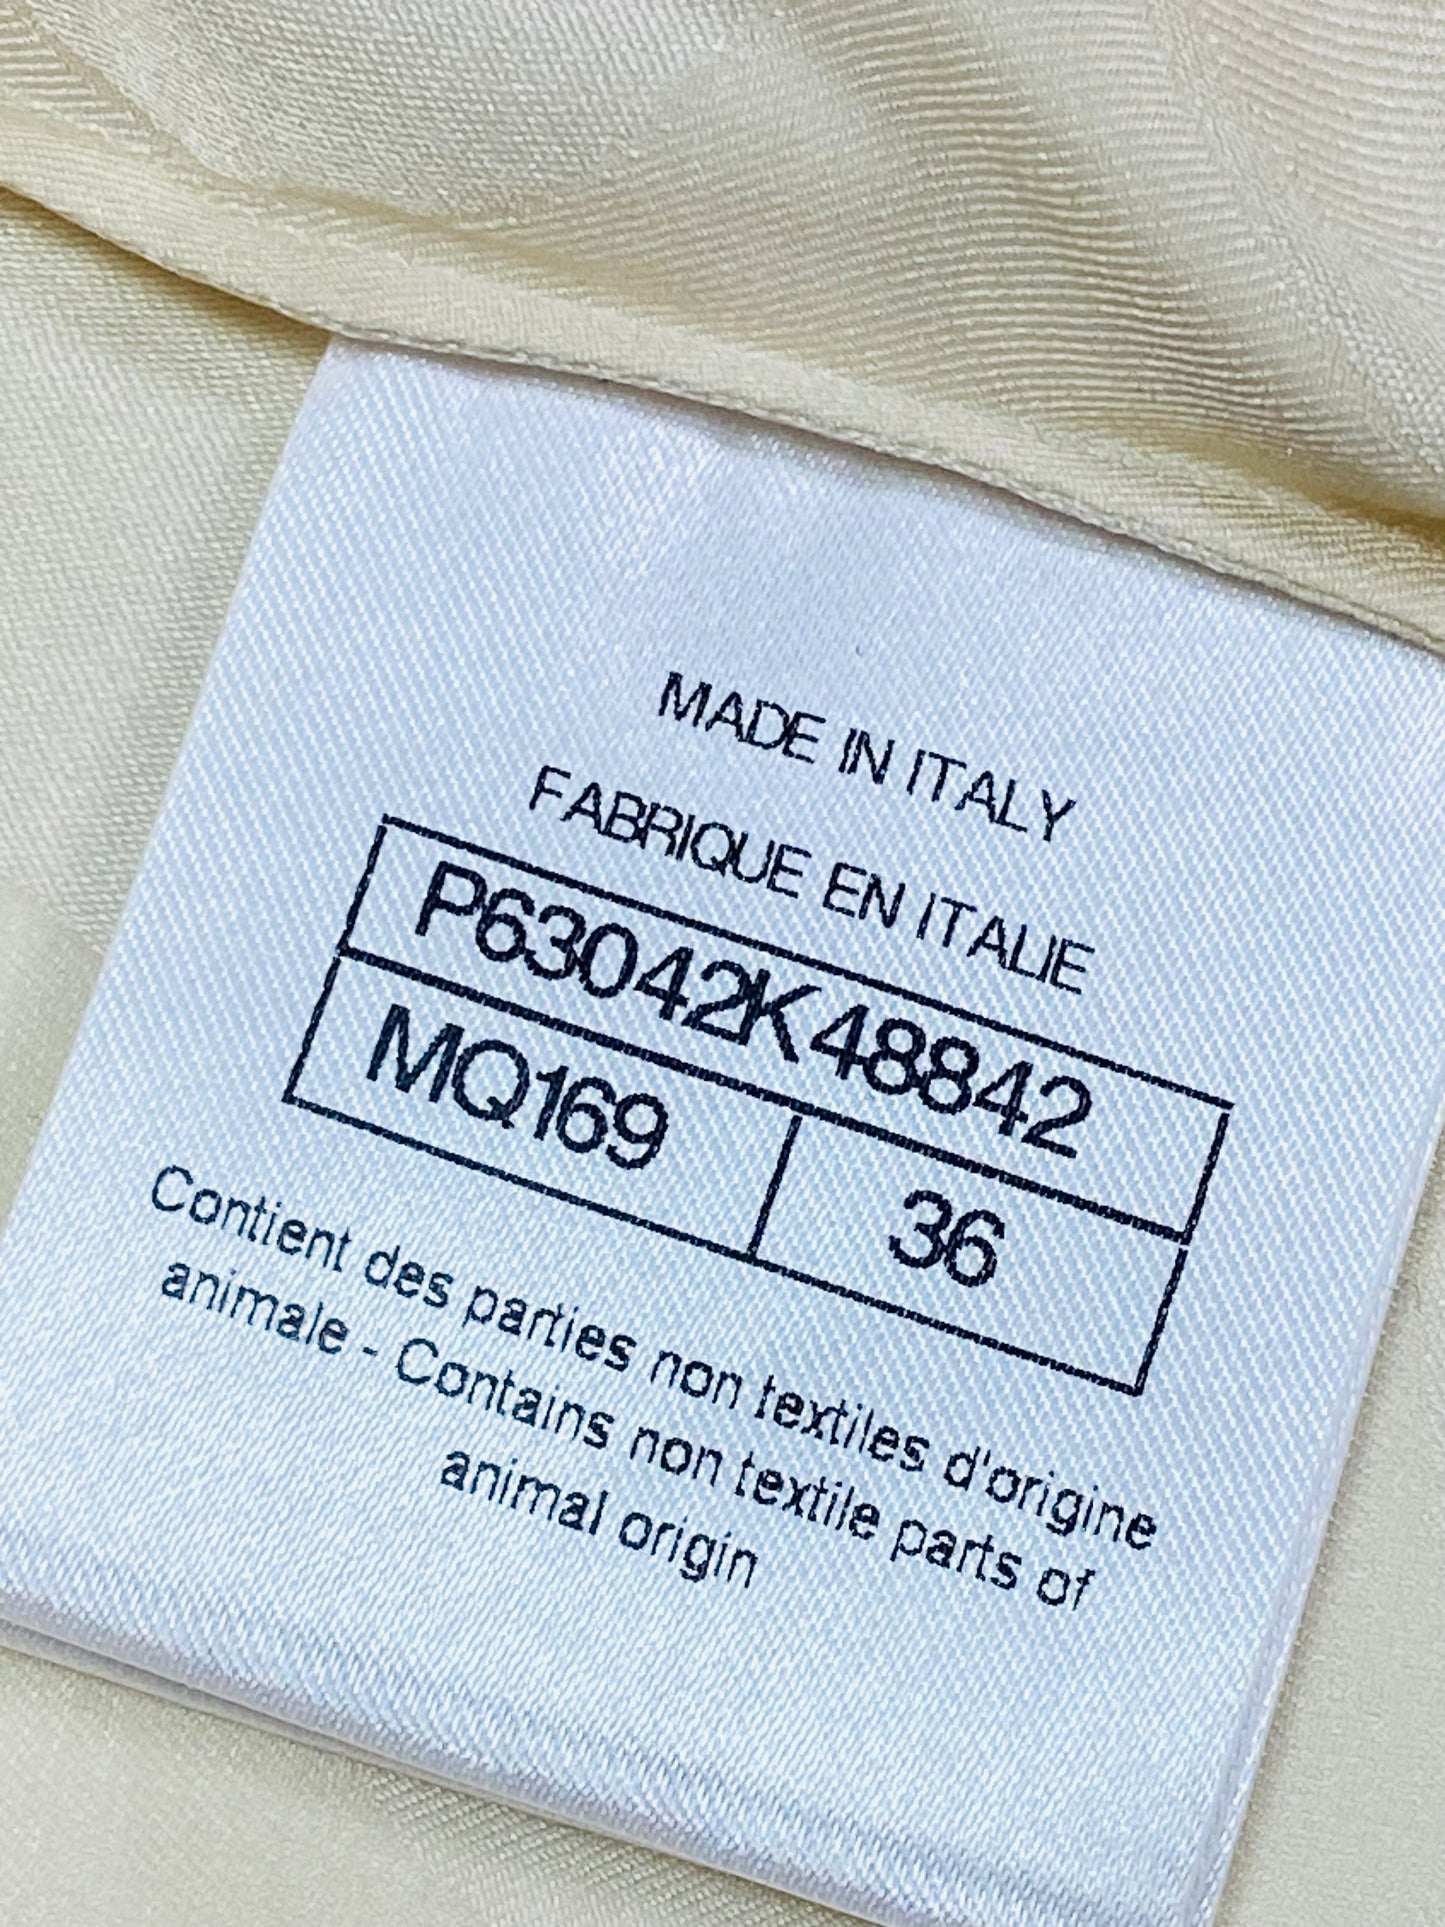 MADE IN ITALY
FABRIQUE EN ITALIE
P63042K48842
MQ169 36
Contient des parties non textiles d'origine
animale - Contains non textile parts of
animal origin